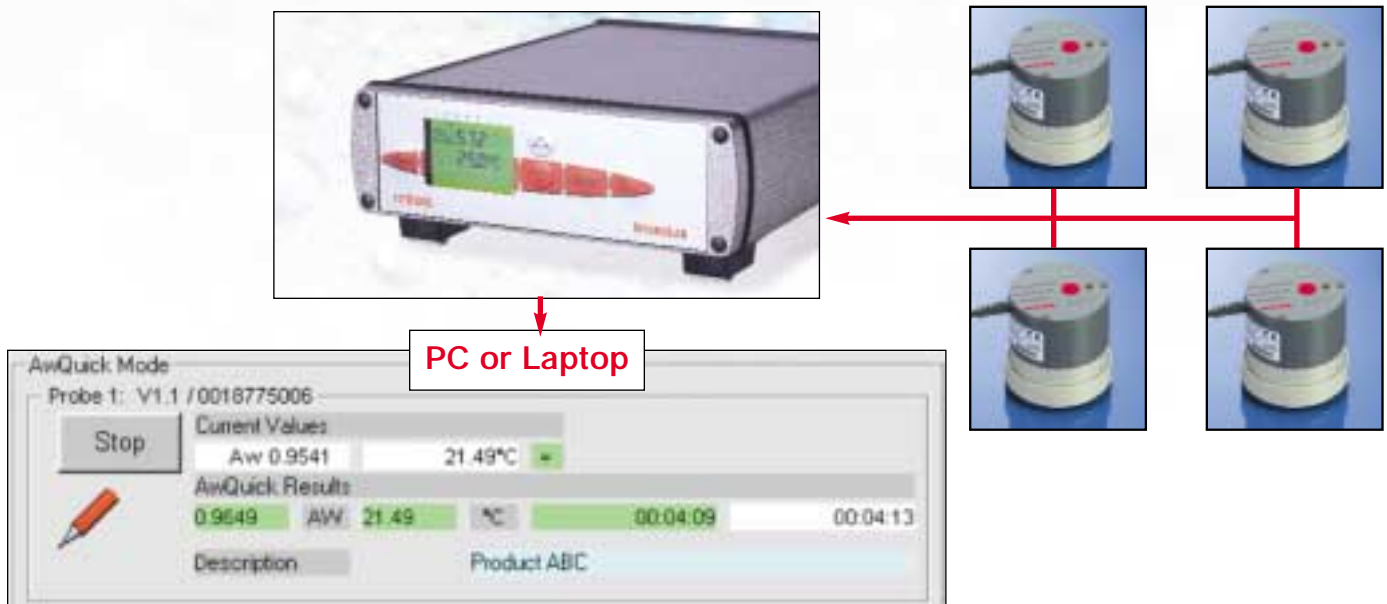 PC or Laptop
AwQuick Mode
Probe 1: V1.1 / 0018775006
Stop
Current Values
Aw 0.9541 21.49°C =
AwQuick Results
0.9649 AW 21.49 °C 00:04:09 00:04:13
Description Product ABC